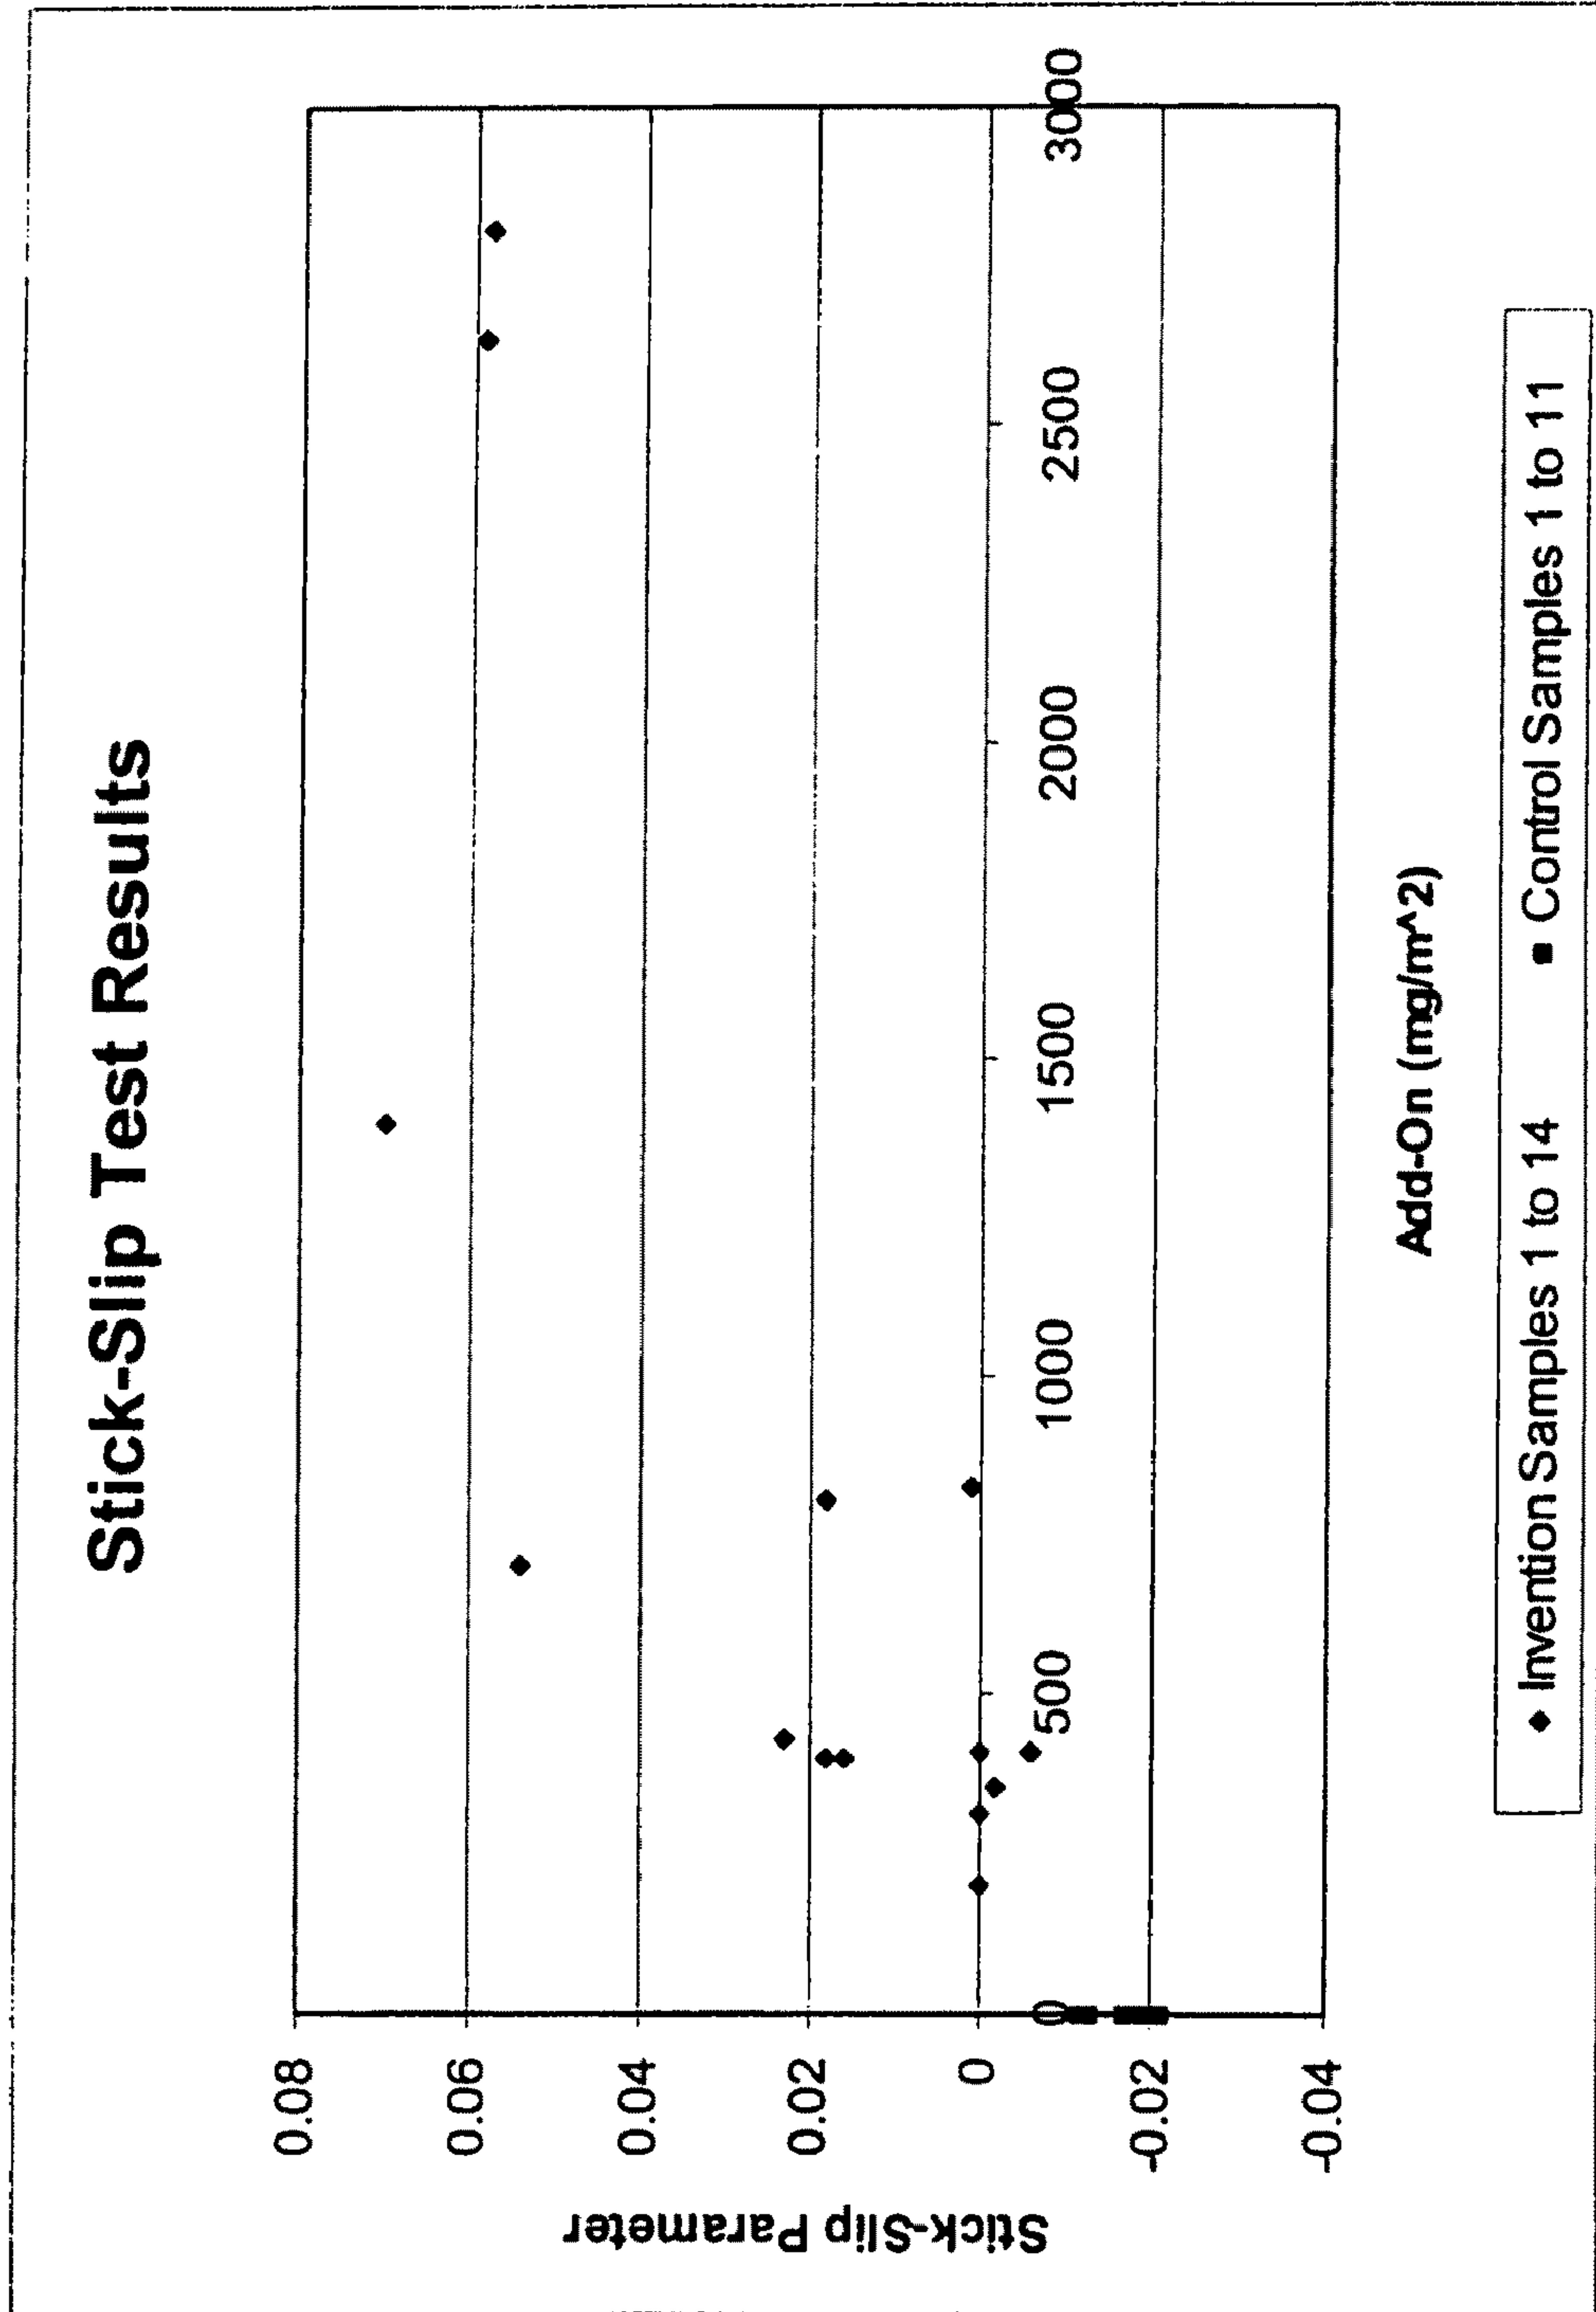 Stick-Slip Test Results
Stick-Slip Parameter
0.08
0.06
0.04
0.02
0
-0.02
-0.04
0
500
1000
1500
2000
2500
3000
Add-On (mg/m^2)
Invention Samples 1 to 14
Control Samples 1 to 11